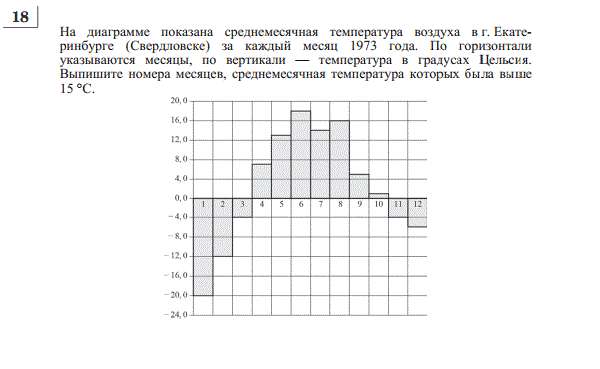 18
На диаграмме показана среднемесячная температура воздуха в г. Екате-
ринбурге (Свердловске) за каждый месяц 1973 года. По горизонтали
указываются месяцы, по вертикали — температура в градусах Цельсия.
Выпишите номера месяцев, среднемесячная температура которых была выше
15 °С.
20, 0
16, 0
12, 0
8, 0
4, 0
0, 0
1 2 3 4 5 6 7 8 9 10 11 12
− 4, 0
− 8, 0
− 12, 0
− 16, 0
− 20, 0
− 24, 0